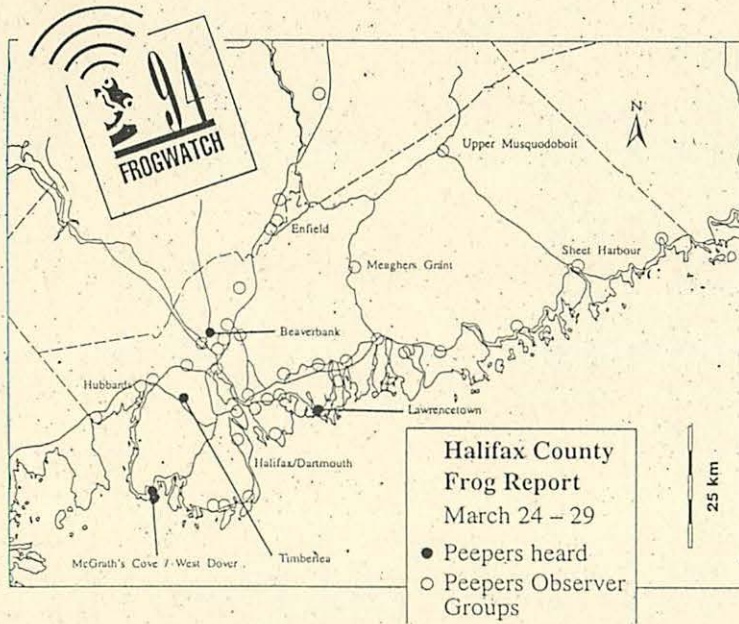 94
FROGWATCH
N
Upper Musquodoboit
Enfield
Sheet Harbour
Meaghers Grant
Beaverbank
Hubbards
Lawrencetown
Halifax/Dartmouth
McGrath's Cove / West Dover
Timberlea
25 km
Halifax County
Frog Report
March 24 – 29
● Peepers heard
○ Peepers Observer
Groups